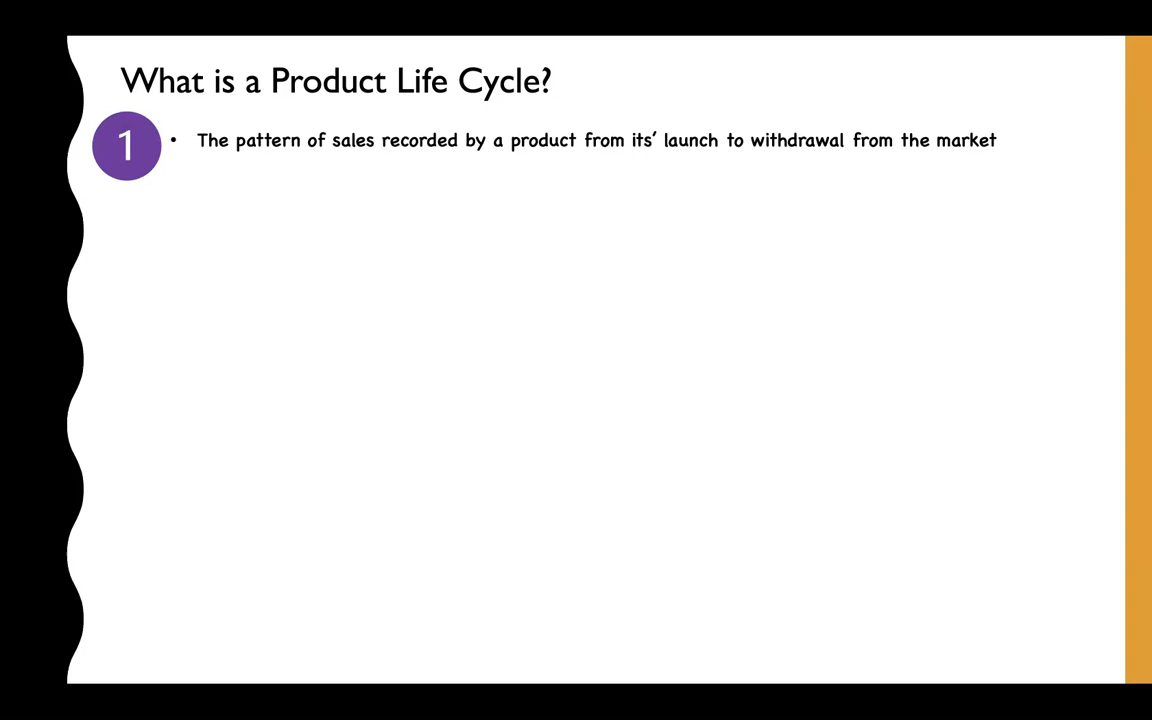 What is a Product Life Cycle?
1
• The pattern of sales recorded by a product from its’ launch to withdrawal from the market